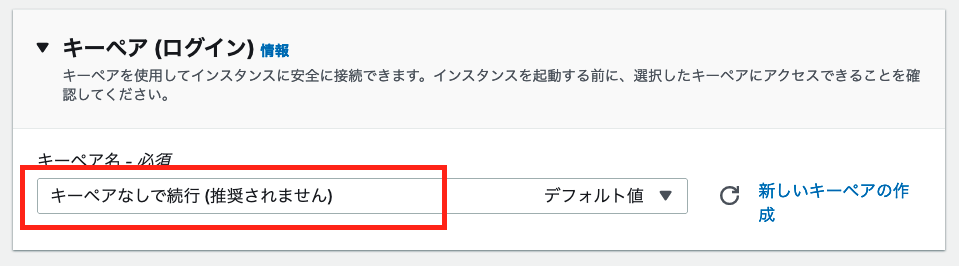 ▼ キーペア (ログイン) 情報
キーペアを使用してインスタンスに安全に接続できます。インスタンスを起動する前に、選択したキーペアにアクセスできることを確
認してください。
キーペア名 - 必須
キーペアなしで続行 (推奨されません) デフォルト値 ▼
新しいキーペアの作
成